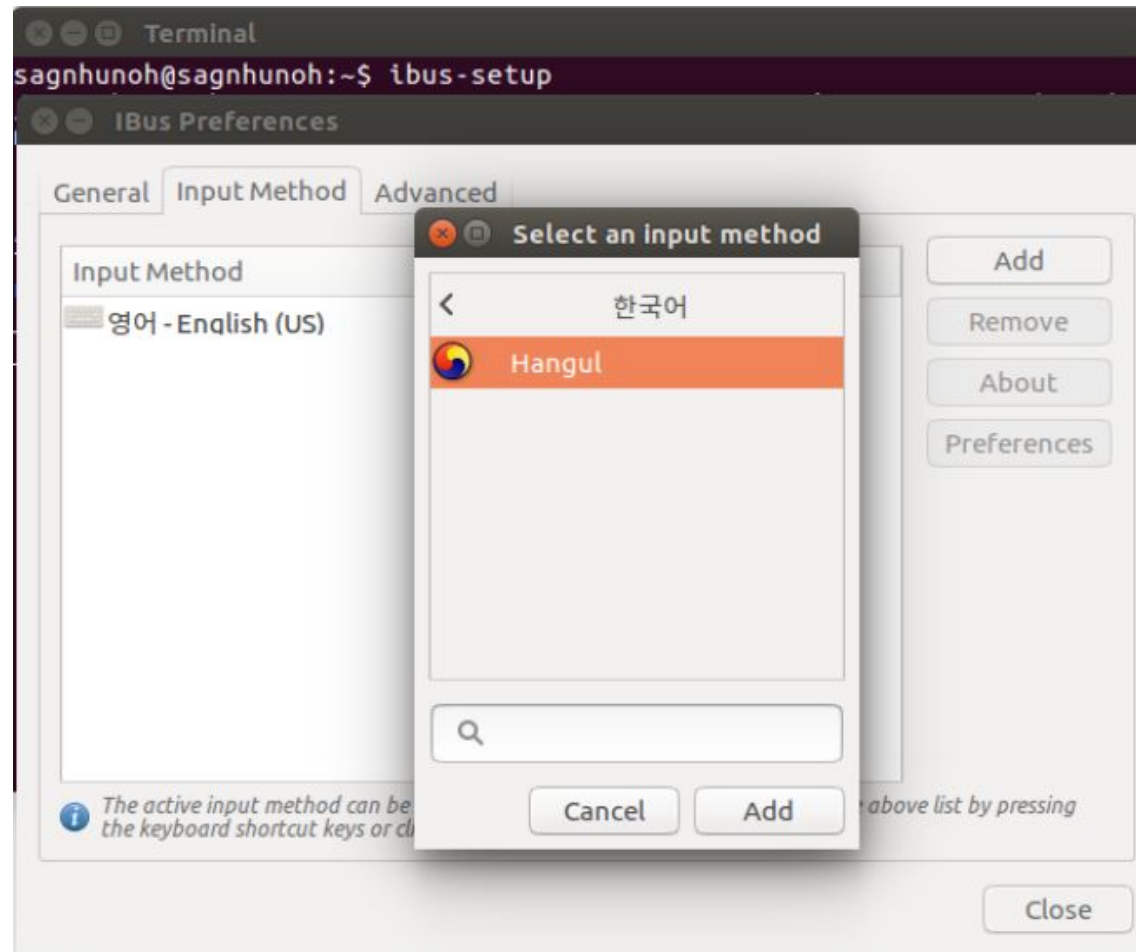 Terminal
sagnhunoh@sagnhunoh:~$ ibus-setup
IBus Preferences
General Input Method Advanced
Select an input method
Input Method
한국어
Add
영어 - English (US)
Hangul
Remove
About
Preferences
Cancel Add
The active input method can be above list by pressing
the keyboard shortcut keys or
Close